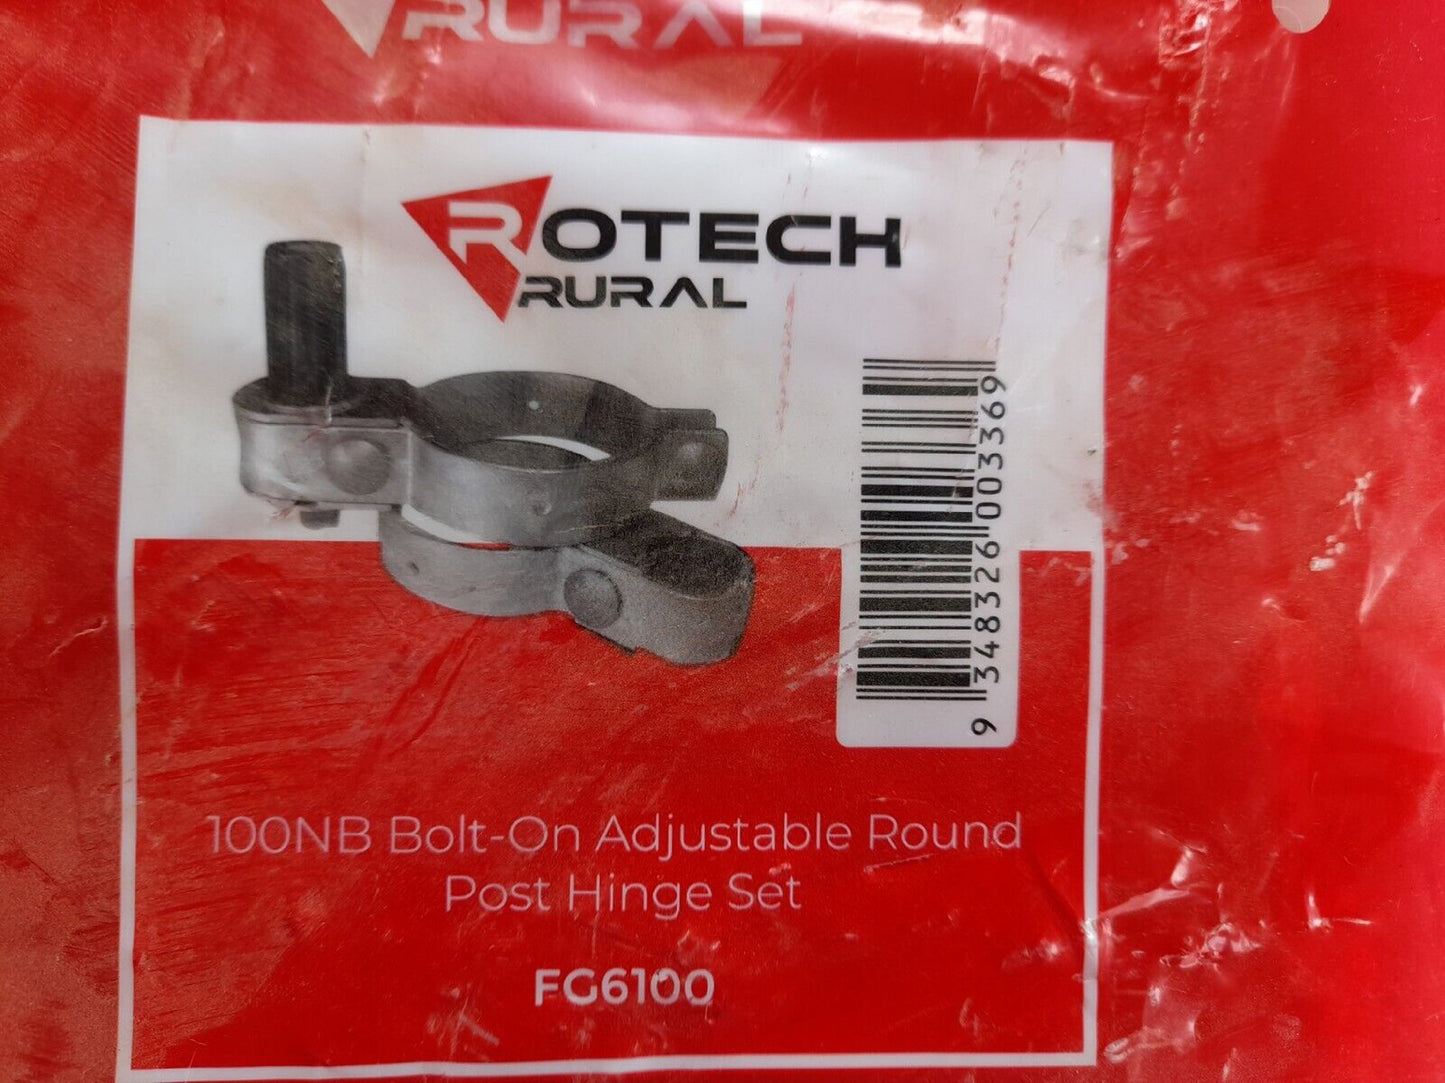 RURAL
ROTECH
RURAL
9 348326 003369
100NB Bolt-On Adjustable Round
Post Hinge Set
FG6100